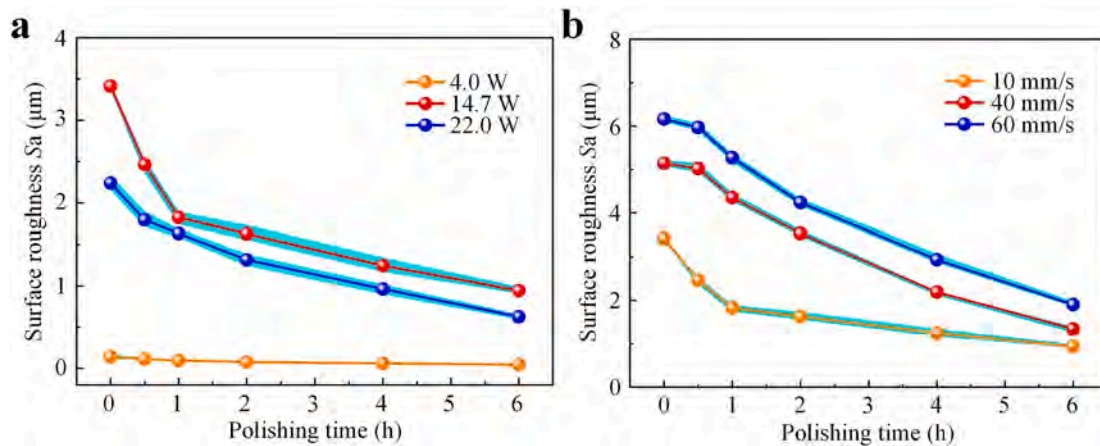 a
Surface roughness Sa (μm)
4
3
2
1
0
4.0 W
14.7 W
22.0 W
0 1 2 3 4 5 6
Polishing time (h)
b
Surface roughness Sa (μm)
8
6
4
2
0
10 mm/s
40 mm/s
60 mm/s
0 1 2 3 4 5 6
Polishing time (h)